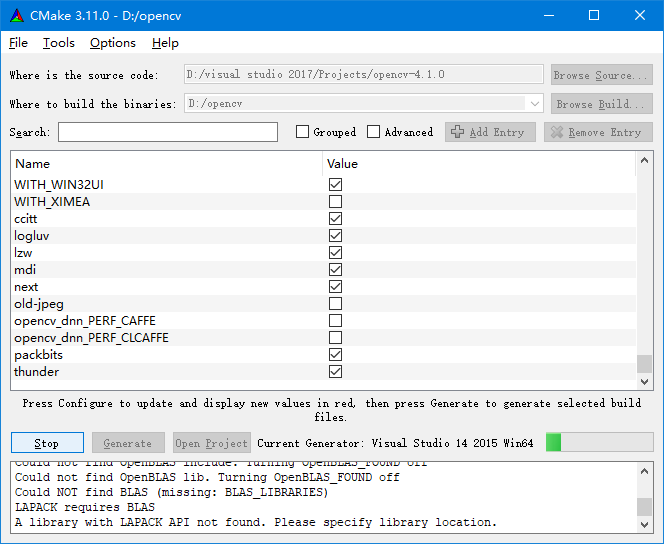 CMake 3.11.0 - D:/opencv
File Tools Options Help
Where is the source code: D:/visual studio 2017/Projects/opencv-4.1.0 Browse Source...
Where to build the binaries: D:/opencv Browse Build...
Search: Grouped Advanced Add Entry Remove Entry
Name Value
WITH_WIN32UI
WITH_XIMEA
ccitt
logluv
lzw
mdi
next
old-jpeg
opencv_dnn_PERF_CAFFE
opencv_dnn_PERF_CLCAFFE
packbits
thunder
Press Configure to update and display new values in red, then press Generate to generate selected build
files.
Stop Generate Open Project Current Generator: Visual Studio 14 2015 Win64
Could not find OpenBLAS include. Turning OpenBLAS_FOUND off
Could not find OpenBLAS lib. Turning OpenBLAS_FOUND off
Could NOT find BLAS (missing: BLAS_LIBRARIES)
LAPACK requires BLAS
A library with LAPACK API not found. Please specify library location.